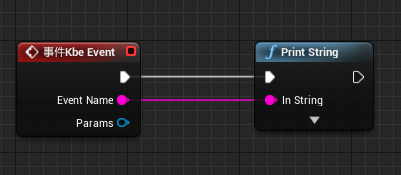 事件Kbe Event
Print String
Event Name
In String
Params